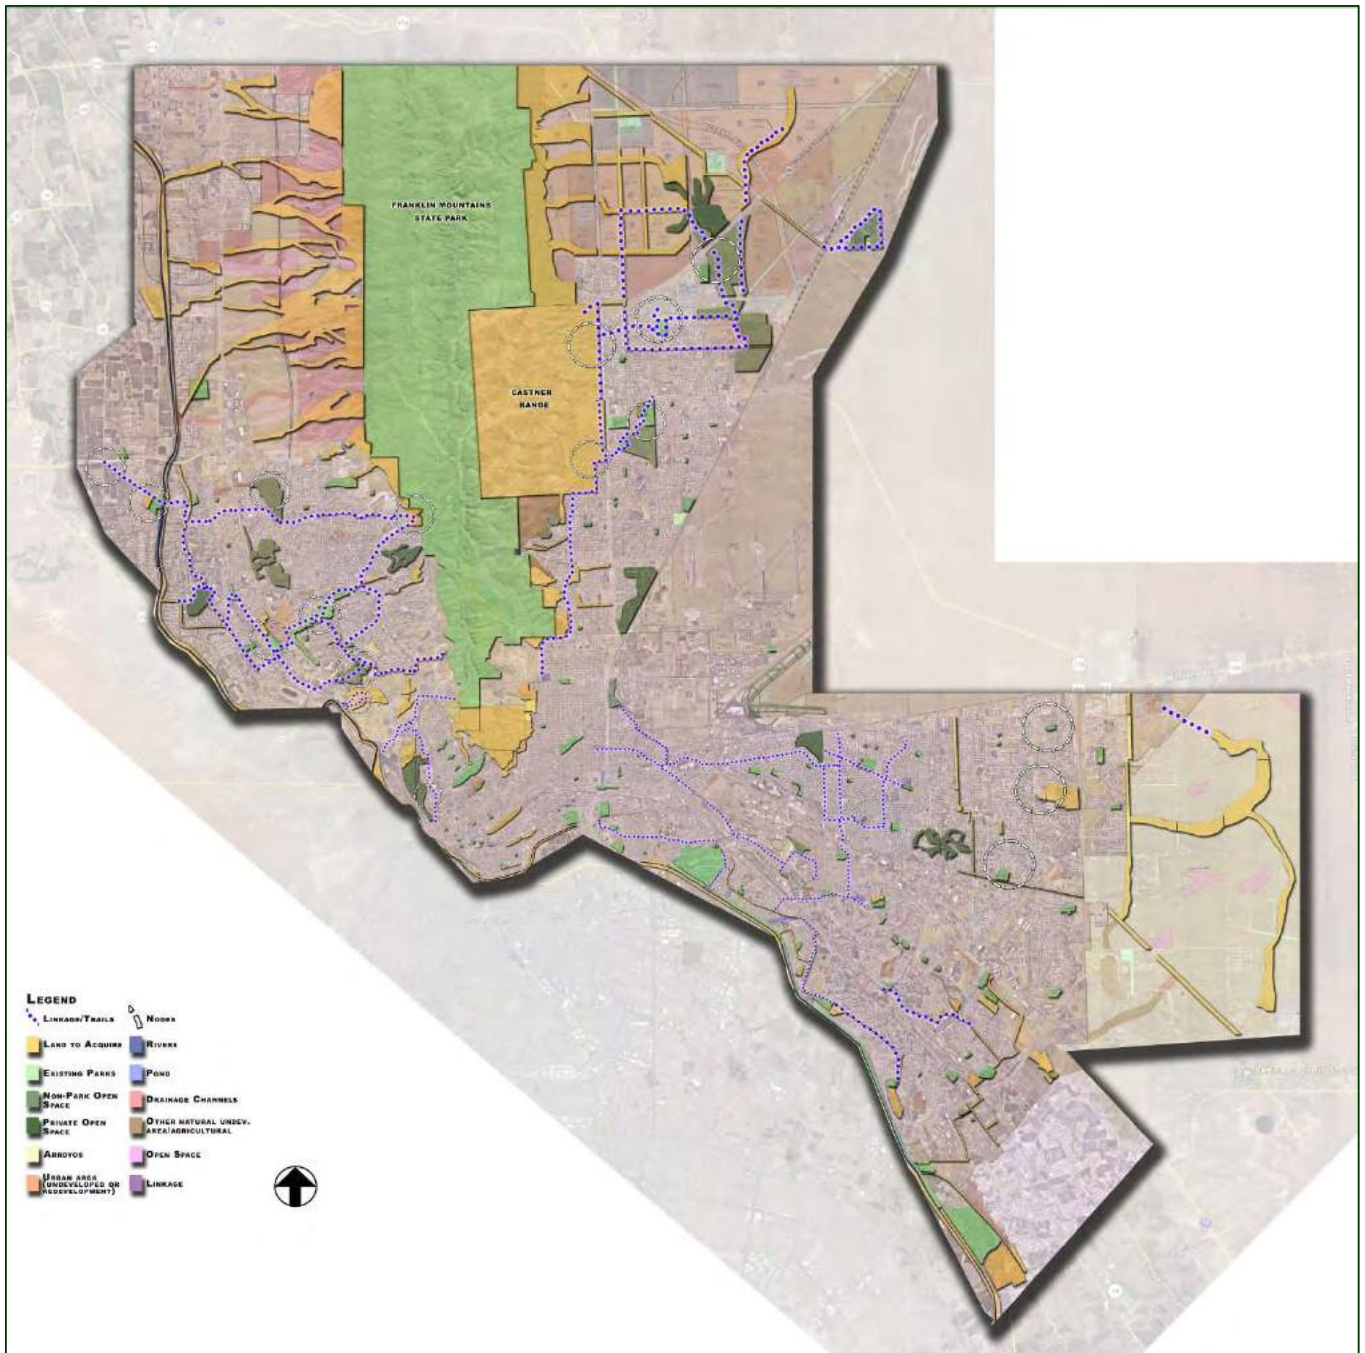 FRANKLIN MOUNTAINS
STATE PARK
CASTNER
RANGE
LEGEND
LINKAGE/TRAILS
NODES
LAND TO ACQUIRE
RIVERS
EXISTING PARKS
POND
NON-PARK OPEN
SPACE
DRAINAGE CHANNELS
PRIVATE OPEN
SPACE
OTHER NATURAL UNDEV.
AREA/AGRICULTURAL
ARROYOS
OPEN SPACE
URBAN AREA
(UNDEVELOPED OR
REDEVELOPMENT)
LINKAGE